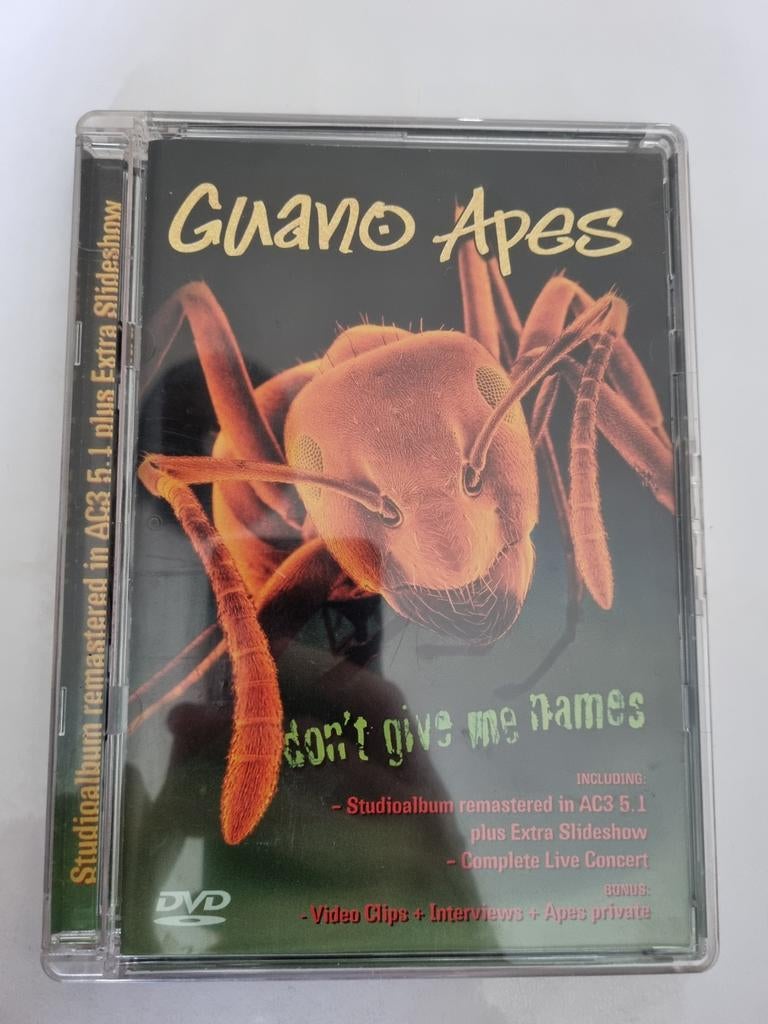 Guano Apes
Studioalbum remastered in AC3 5.1 plus Extra Slideshow
don't give me names
INCLUDING:
- Studioalbum remastered in AC3 5.1
plus Extra Slideshow
- Complete Live Concert
BONUS:
- Video Clips + Interviews + Apes private
DVD